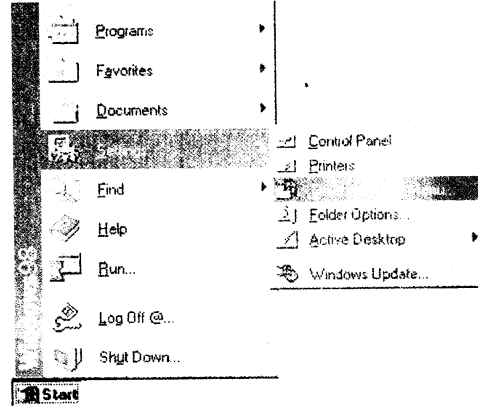 Programs
Favorites
Documents
Find
Help
Run...
Log Off @...
Shut Down...
Start
Control Panel
Printers
Folder Options...
Active Desktop
Windows Update...